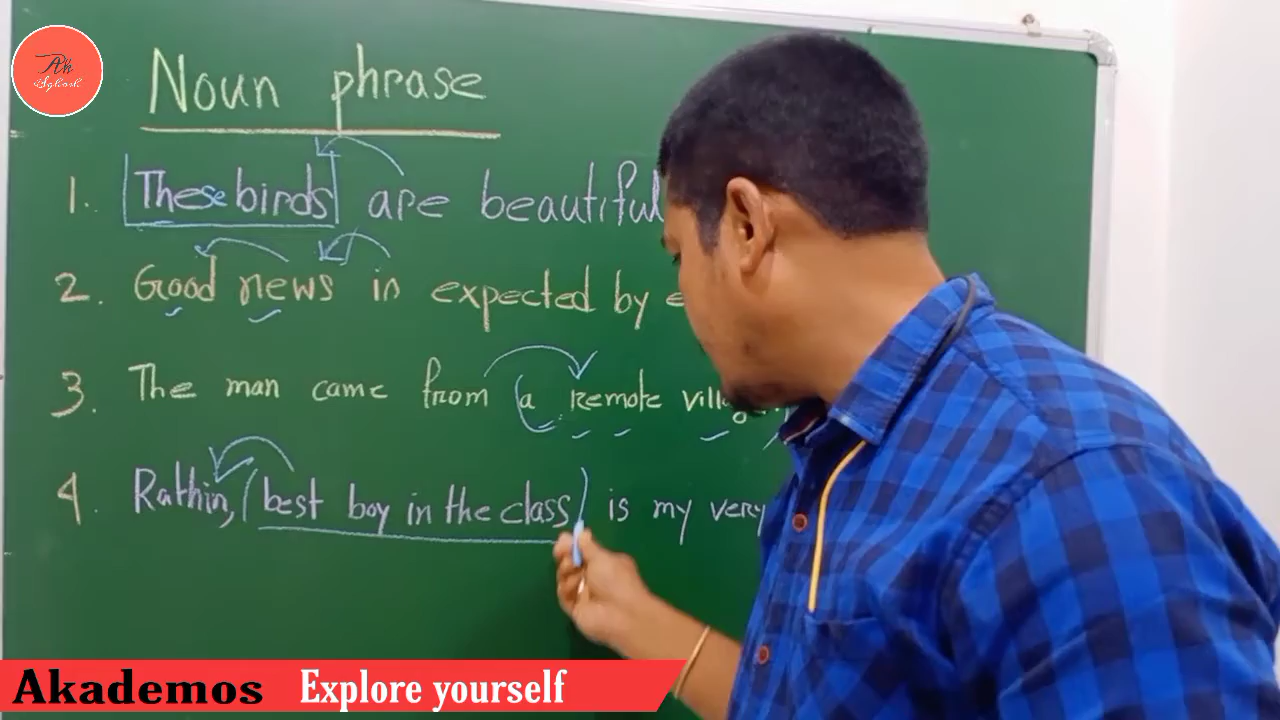 Noun phrase
1. These birds are beautiful
2. Good news is expected by
3. The man came from a remote
4. Rathin, (best boy in the class) is my very
Akademos Explore yourself